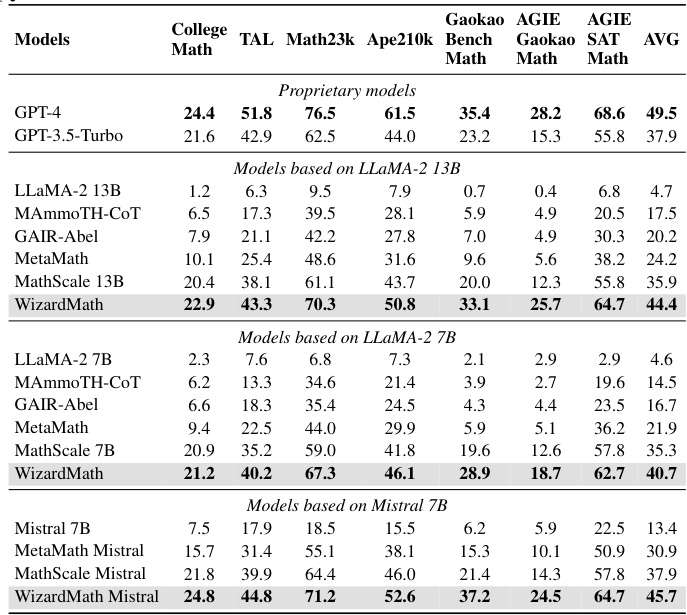 Models College Math TAL Math23k Ape210k Gaokao Bench Math AGIE Gaokao Math AGIE SAT Math AVG
Proprietary models
GPT-4 24.4 51.8 76.5 61.5 35.4 28.2 68.6 49.5
GPT-3.5-Turbo 21.6 42.9 62.5 44.0 23.2 15.3 55.8 37.9
Models based on LLaMA-2 13B
LLaMA-2 13B 1.2 6.3 9.5 7.9 0.7 0.4 6.8 4.7
MAmmoTH-CoT 6.5 17.3 39.5 28.1 5.9 4.9 20.5 17.5
GAIR-Abel 7.9 21.1 42.2 27.8 7.0 4.9 30.3 20.2
MetaMath 10.1 25.4 48.6 31.6 9.6 5.6 38.2 24.2
MathScale 13B 20.4 38.1 61.1 43.7 20.0 12.3 55.8 35.9
WizardMath 22.9 43.3 70.3 50.8 33.1 25.7 64.7 44.4
Models based on LLaMA-2 7B
LLaMA-2 7B 2.3 7.6 6.8 7.3 2.1 2.9 2.9 4.6
MAmmoTH-CoT 6.2 13.3 34.6 21.4 3.9 2.7 19.6 14.5
GAIR-Abel 6.6 18.3 35.4 24.5 4.3 4.4 23.5 16.7
MetaMath 9.4 22.5 44.0 29.9 5.9 5.1 36.2 21.9
MathScale 7B 20.9 35.2 59.0 41.8 19.6 12.6 57.8 35.3
WizardMath 21.2 40.2 67.3 46.1 28.9 18.7 62.7 40.7
Models based on Mistral 7B
Mistral 7B 7.5 17.9 18.5 15.5 6.2 5.9 22.5 13.4
MetaMath Mistral 15.7 31.4 55.1 38.1 15.3 10.1 50.9 30.9
MathScale Mistral 21.8 39.9 64.4 46.0 21.4 14.3 57.8 37.9
WizardMath Mistral 24.8 44.8 71.2 52.6 37.2 24.5 64.7 45.7